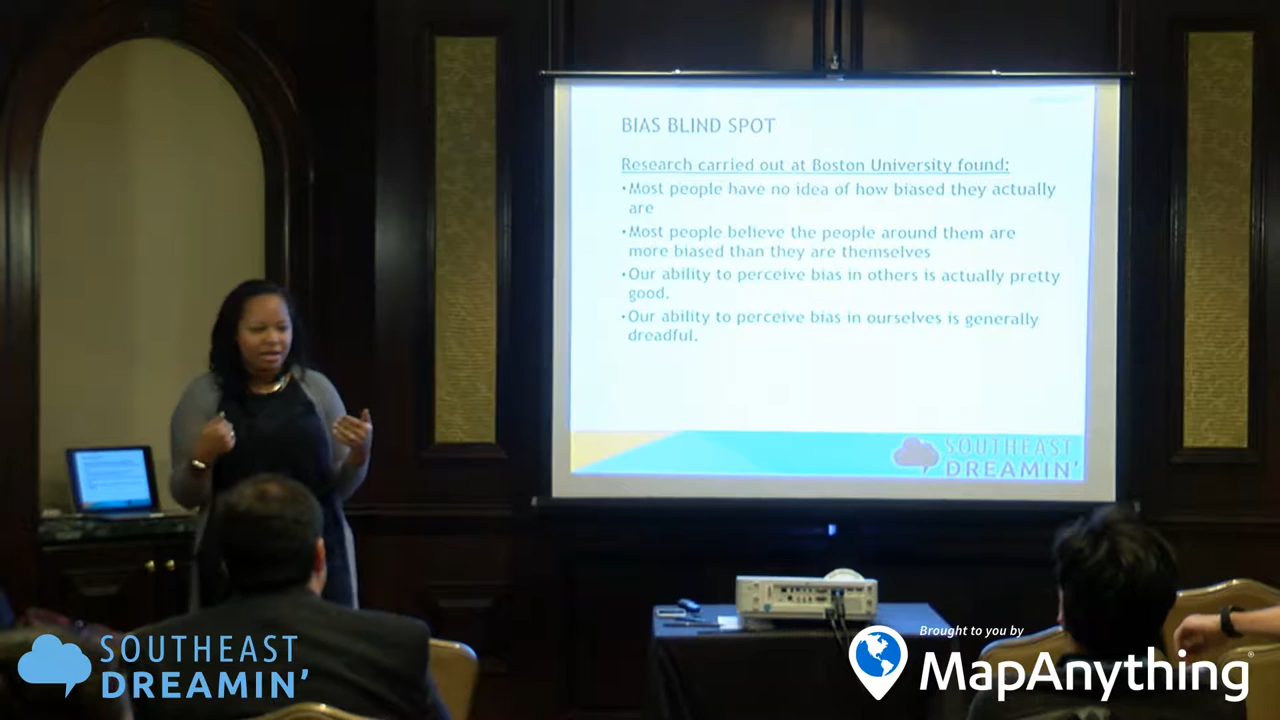 BIAS BLIND SPOT
Research carried out at Boston University found:
•Most people have no idea of how biased they actually
are
•Most people believe the people around them are
more biased than they are themselves
•Our ability to perceive bias in others is actually pretty
good.
•Our ability to perceive bias in ourselves is generally
dreadful.
SOUTHEAST
DREAMIN'
SOUTHEAST
DREAMIN'
Brought to you by
MapAnything